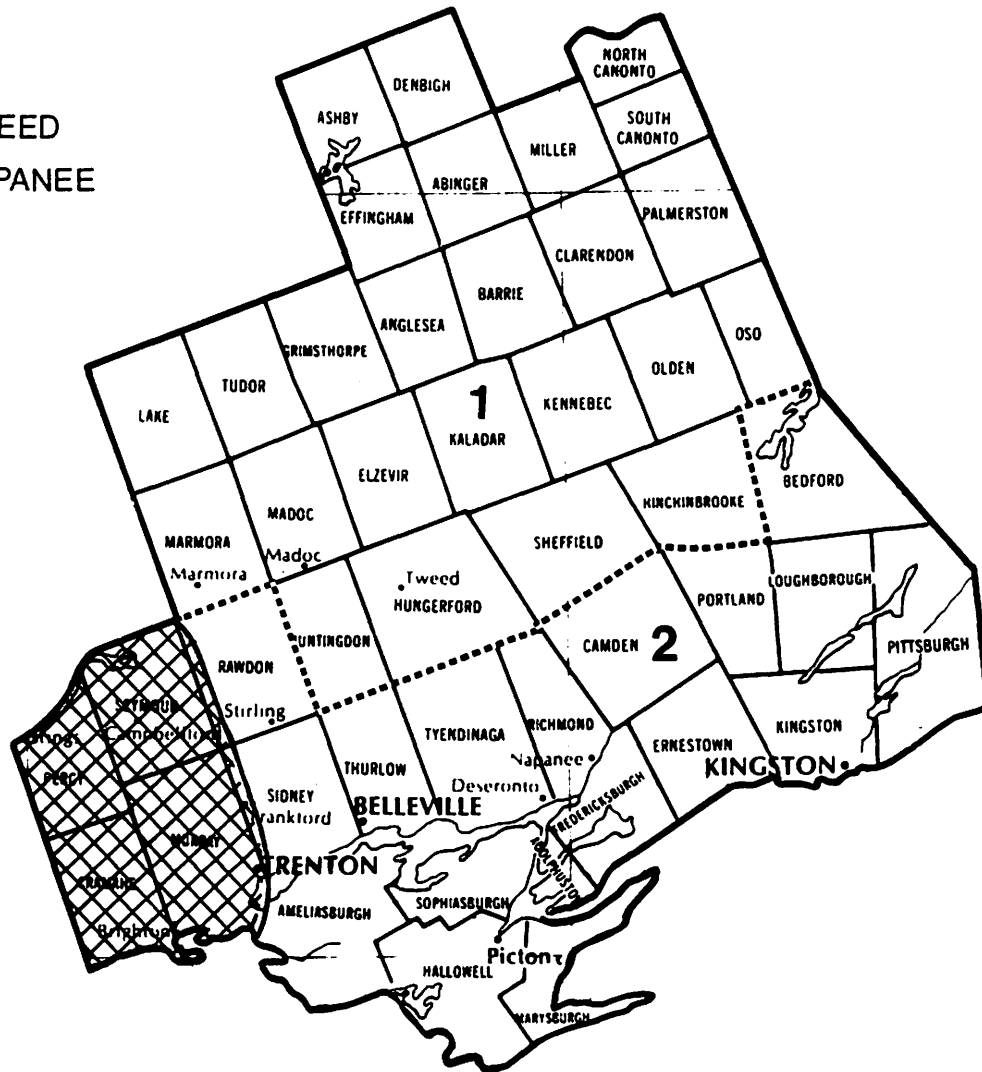 EED
PANEE
NORTH
CANONTO
DENBIGH
ASHBY
SOUTH
CANONTO
MILLER
ABINGER
EFFINGHAM
PALMERSTON
CLARENDON
BARRIE
ANGLESEA
GRIMSTHORPE
OSO
OLDEN
TUDOR
1
KENNEBEC
LAKE
KALADAR
ELZEVIR
BEDFORD
HINCHINBROOKE
MADOC
MARMORA
SHEFFIELD
Madoc
Marmora
Tweed
HUNGERFORD
LOUGHBOROUGH
PORTLAND
HUNTINGDON
CAMDEN
2
PITTSBURGH
RAWDON
SEYMOUR
Stirling
Campbellford
RICHMOND
KINGSTON
TYENDINAGA
ERNESTOWN
Hastings
PERCY
Napanee
KINGSTON
THURLOW
Deseronto
SIDNEY
BELLEVILLE
Frankford
FREDERICKSBURGH
MURRAY
TRENTON
ADOLPHUSTO
CRAMAHE
SOPHIASBURGH
AMELIASBURGH
Brighton
Picton
HALLOWELL
MARYSBURGH